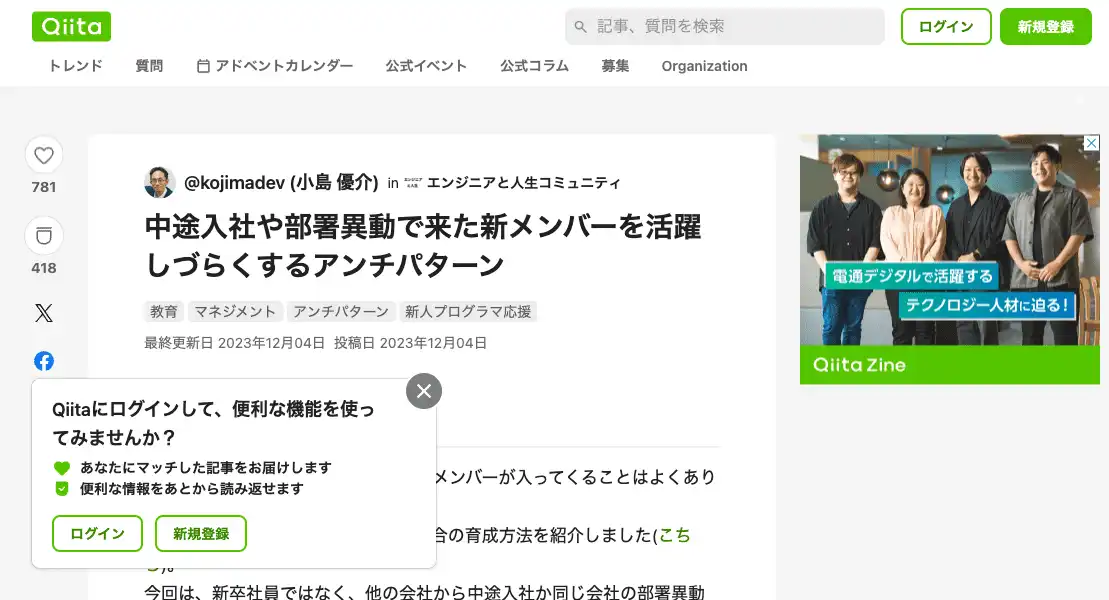 Qiita
記事、質問を検索
ログイン
新規登録
トレンド
質問
アドベントカレンダー
公式イベント
公式コラム
募集
Organization
781
418
@kojimadev (小島 優介) in エンジニアと人生コミュニティ
中途入社や部署異動で来た新メンバーを活躍
しづらくするアンチパターン
教育
マネジメント
アンチパターン
新人プログラマ応援
最終更新日 2023年12月04日 投稿日 2023年12月04日
メンバーが入ってくることはよくあり
合の育成方法を紹介しました(こち
ら)。
今回は、新卒社員ではなく、他の会社から中途入社か同じ会社の部署異動
Qiitaにログインして、便利な機能を使っ
てみませんか?
あなたにマッチした記事をお届けします
便利な情報をあとから読み返せます
ログイン
新規登録
電通デジタルで活躍する
テクノロジー人材に迫る!
Qiita Zine